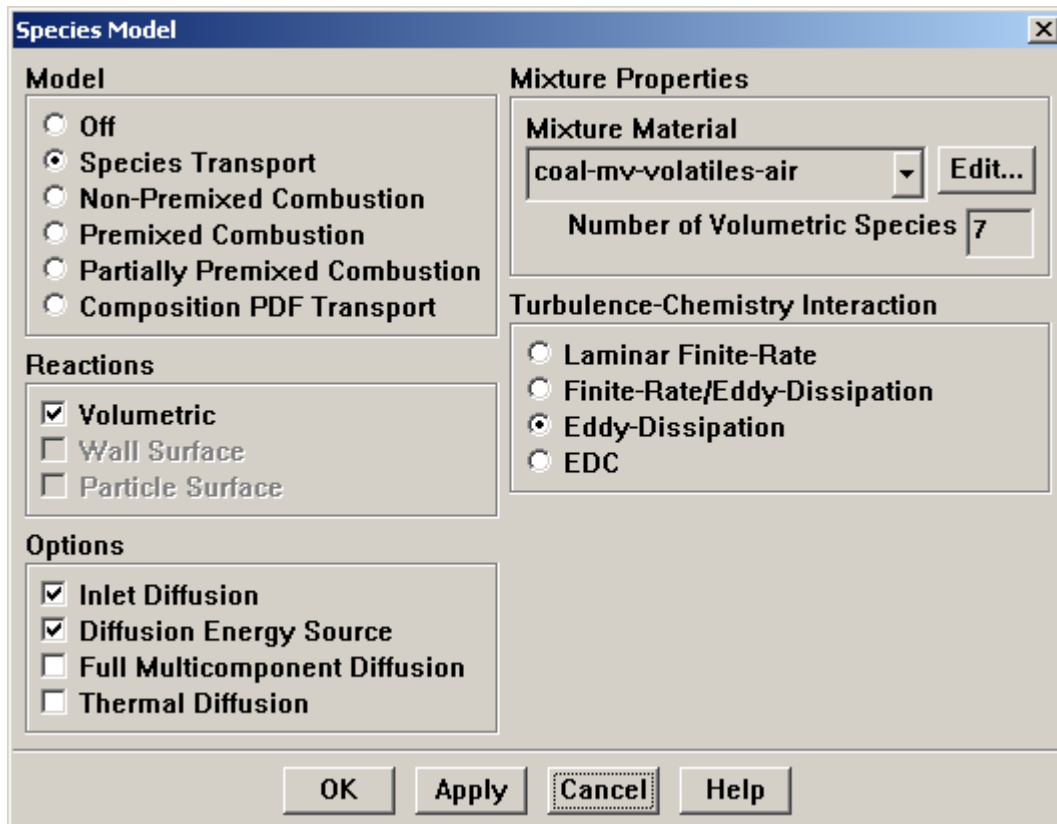 Species Model
Model
Off
Species Transport
Non-Premixed Combustion
Premixed Combustion
Partially Premixed Combustion
Composition PDF Transport
Reactions
Volumetric
Wall Surface
Particle Surface
Options
Inlet Diffusion
Diffusion Energy Source
Full Multicomponent Diffusion
Thermal Diffusion
Mixture Properties
Mixture Material
coal-mv-volatiles-air Edit...
Number of Volumetric Species 7
Turbulence-Chemistry Interaction
Laminar Finite-Rate
Finite-Rate/Eddy-Dissipation
Eddy-Dissipation
EDC
OK Apply Cancel Help